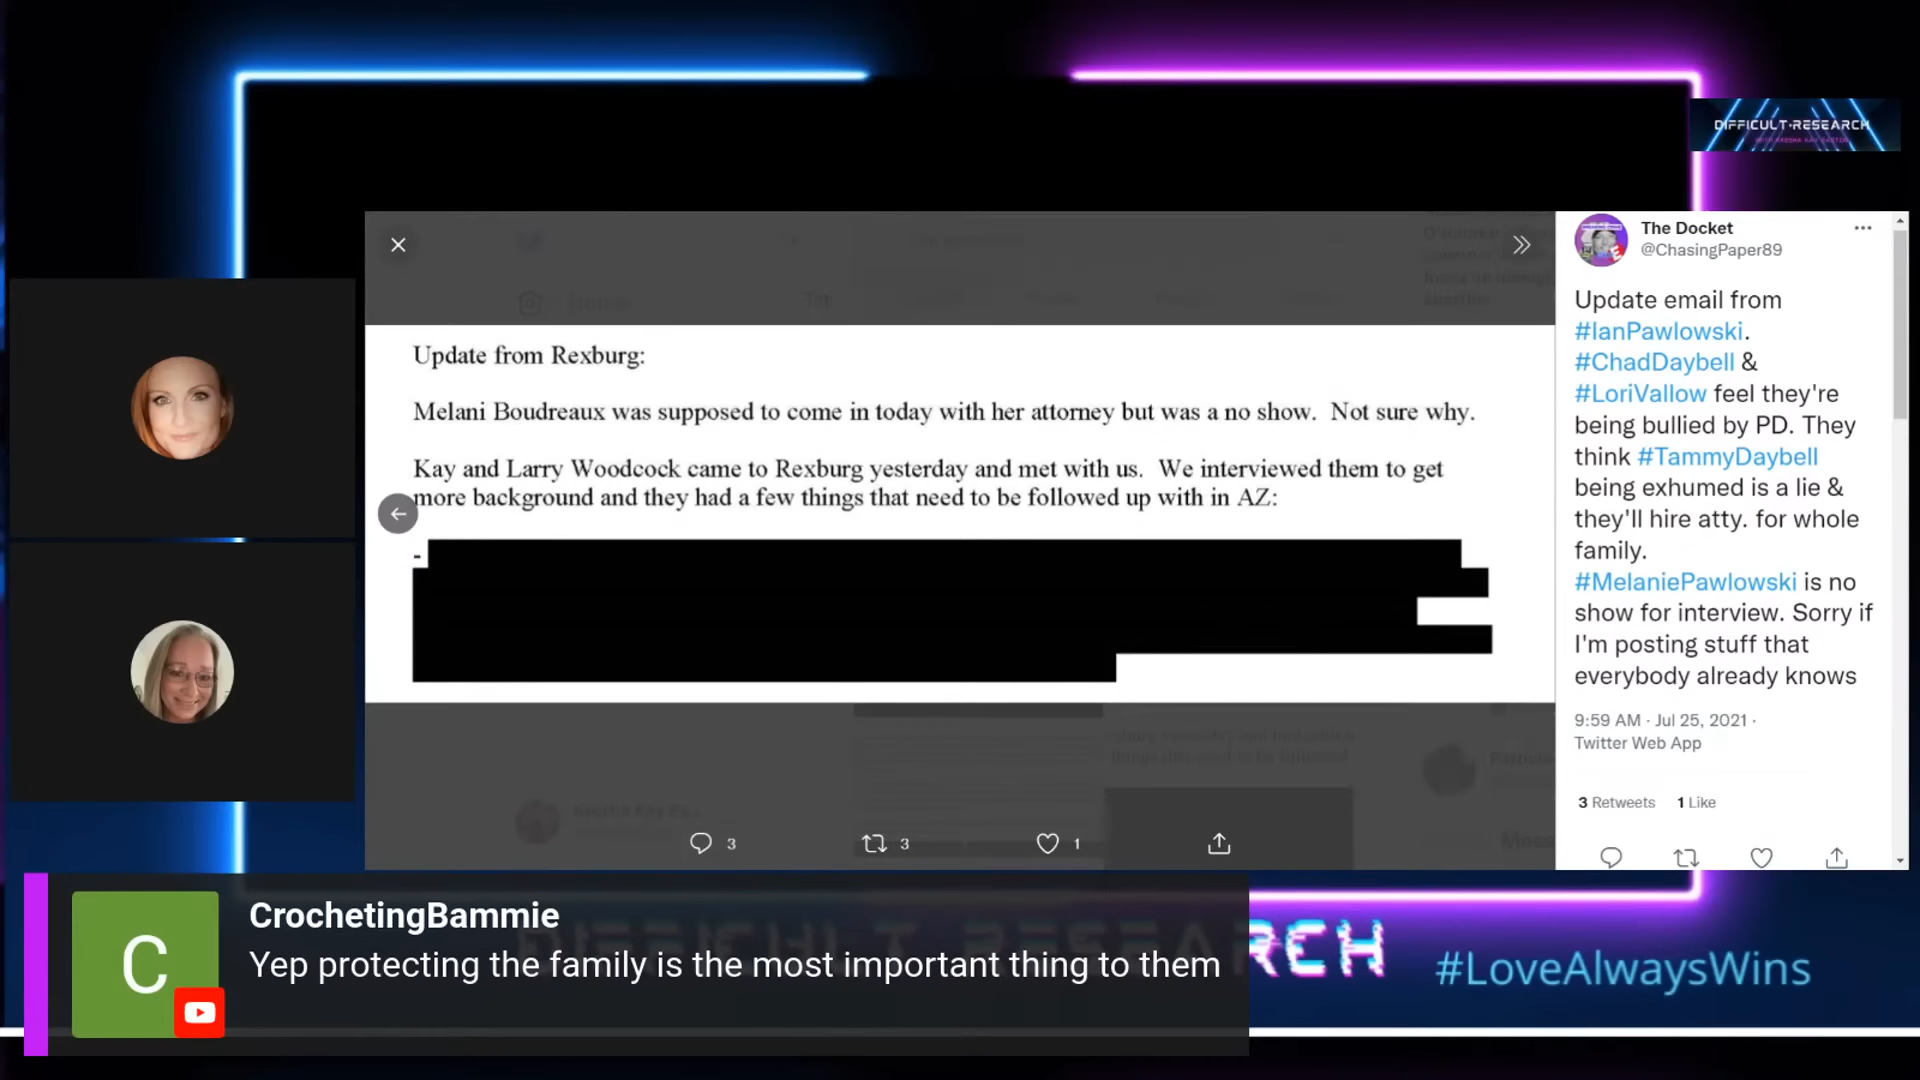 DIFFICULT·RESEARCH
Update from Rexburg:
Melani Boudreaux was supposed to come in today with her attorney but was a no show.  Not sure why.
Kay and Larry Woodcock came to Rexburg yesterday and met with us.  We interviewed them to get
more background and they had a few things that need to be followed up with in AZ:
-
3
3
1
The Docket
@ChasingPaper89
Update email from
#IanPawlowski.
#ChadDaybell &
#LoriVallow feel they're
being bullied by PD. They
think #TammyDaybell
being exhumed is a lie &
they'll hire atty. for whole
family.
#MelaniePawlowski is no
show for interview. Sorry if
I'm posting stuff that
everybody already knows
9:59 AM · Jul 25, 2021 ·
Twitter Web App
3 Retweets 1 Like
C
CrochetingBammie
Yep protecting the family is the most important thing to them
DIFFICULT RESEARCH
#LoveAlwaysWins